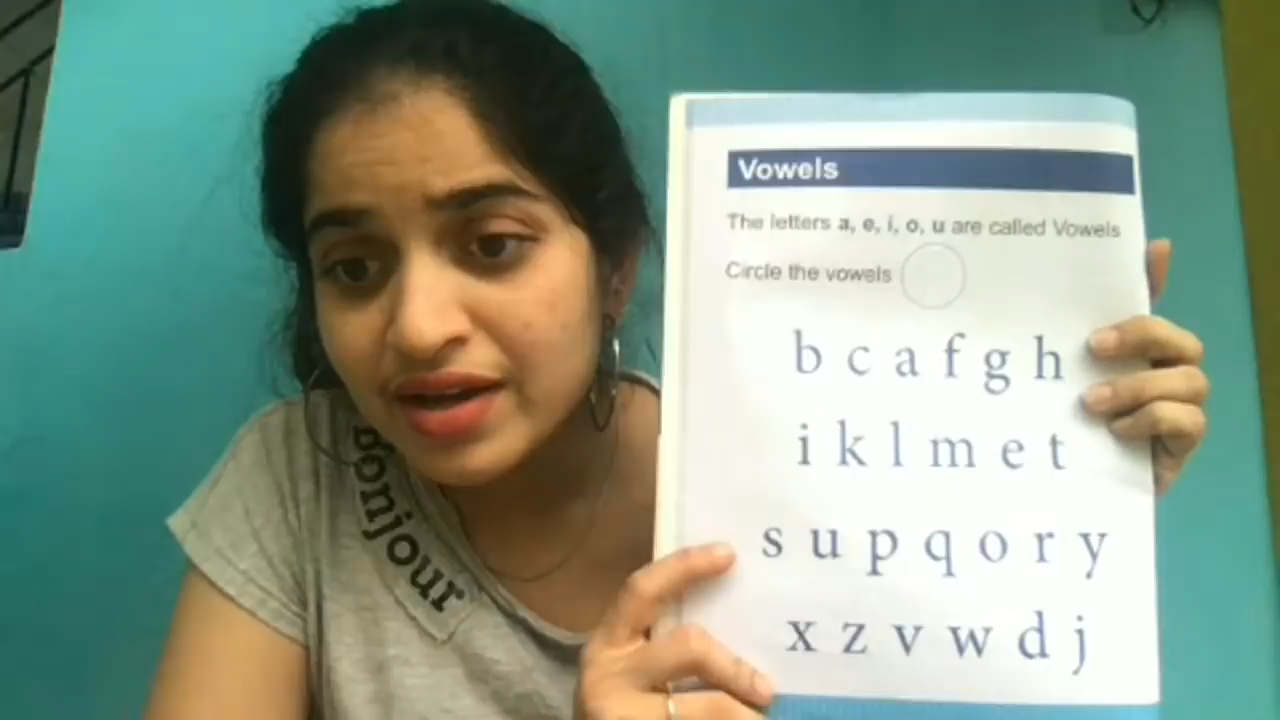 Bonjour
Vowels
The letters a, e, i, o, u are called Vowels
Circle the vowels
b c a f g h
i k l m e t
s u p q o r y
x z v w d j